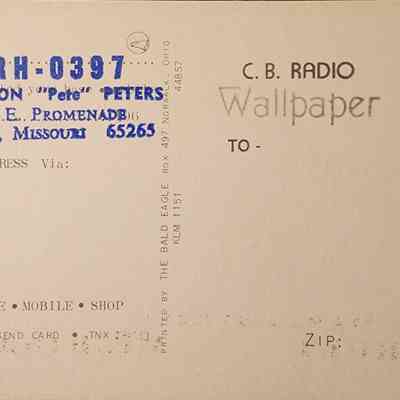 RH-0397
ON "Pete" PETERS
E. PROMENADE
, MISSOURI 65265
RESS Via:
E • MOBILE • SHOP
SEND CARD • TNX
PRINTED BY THE BALD EAGLE BOX 497 NORWALK, OHIO 44857
KLM 1151
C. B. RADIO
Wallpaper
TO -
ZIP: